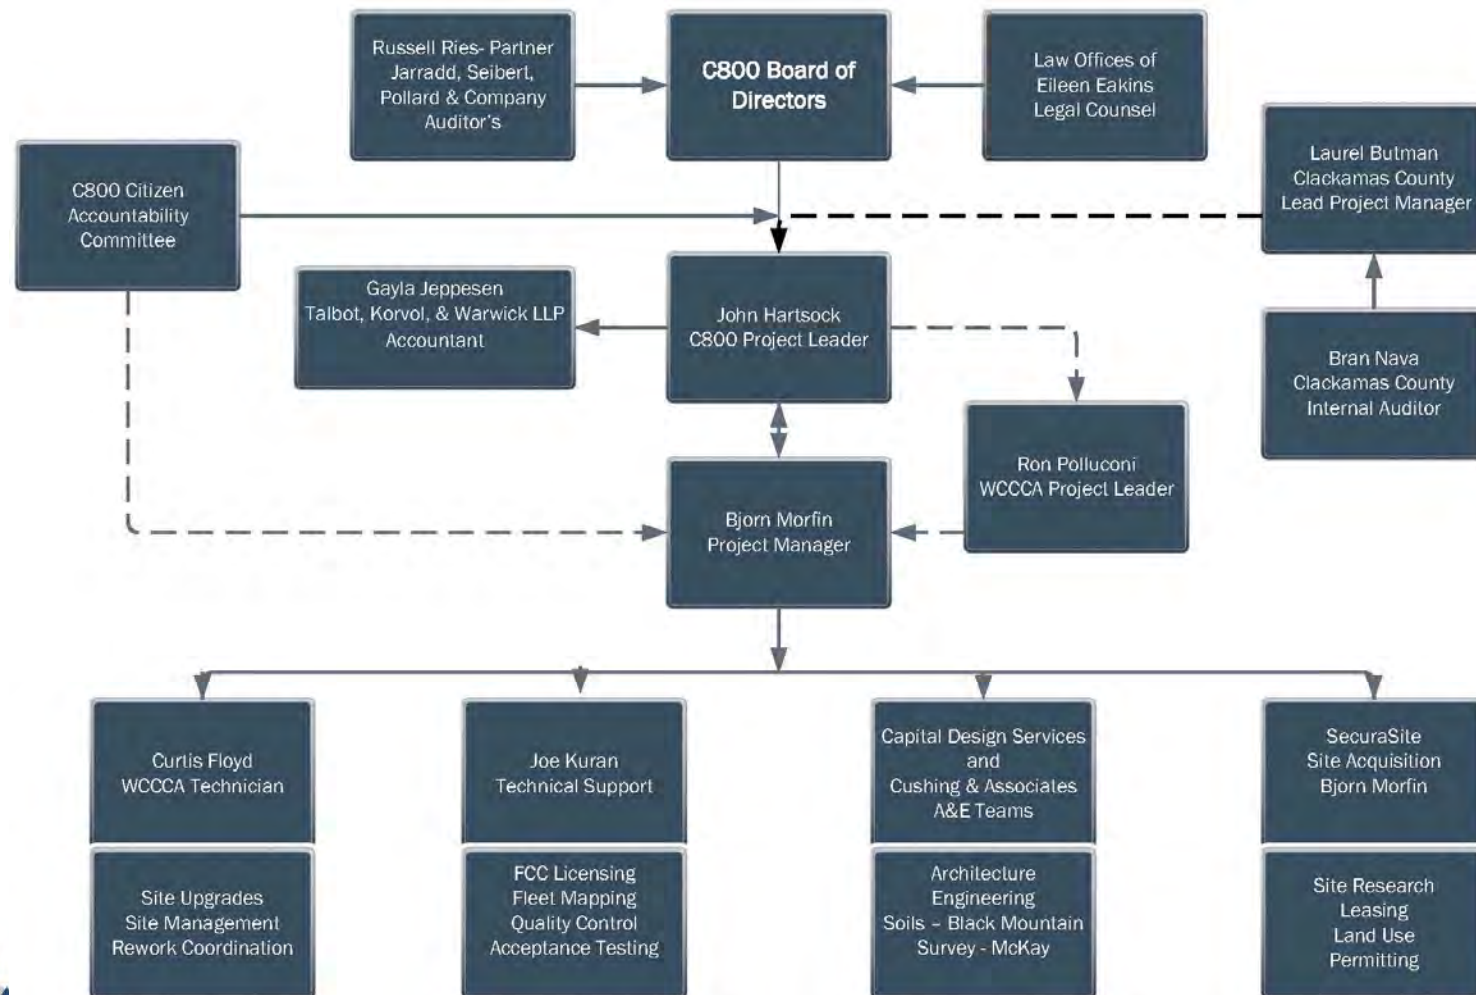 Russell Ries- Partner
Jarradd, Seibert,
Pollard & Company
Auditor's
C800 Board of
Directors
Law Offices of
Eileen Eakins
Legal Counsel
Laurel Butman
Clackamas County
Lead Project Manager
C800 Citizen
Accountability
Committee
Gayla Jeppesen
Talbot, Korvol, & Warwick LLP
Accountant
John Hartsock
C800 Project Leader
Bran Nava
Clackamas County
Internal Auditor
Ron Polluconi
WCCCA Project Leader
Bjorn Morfin
Project Manager
Curtis Floyd
WCCCA Technician
Site Upgrades
Site Management
Rework Coordination
Joe Kuran
Technical Support
FCC Licensing
Fleet Mapping
Quality Control
Acceptance Testing
Capital Design Services
and
Cushing & Associates
A&E Teams
Architecture
Engineering
Soils – Black Mountain
Survey - McKay
SecuraSite
Site Acquisition
Bjorn Morfin
Site Research
Leasing
Land Use
Permitting